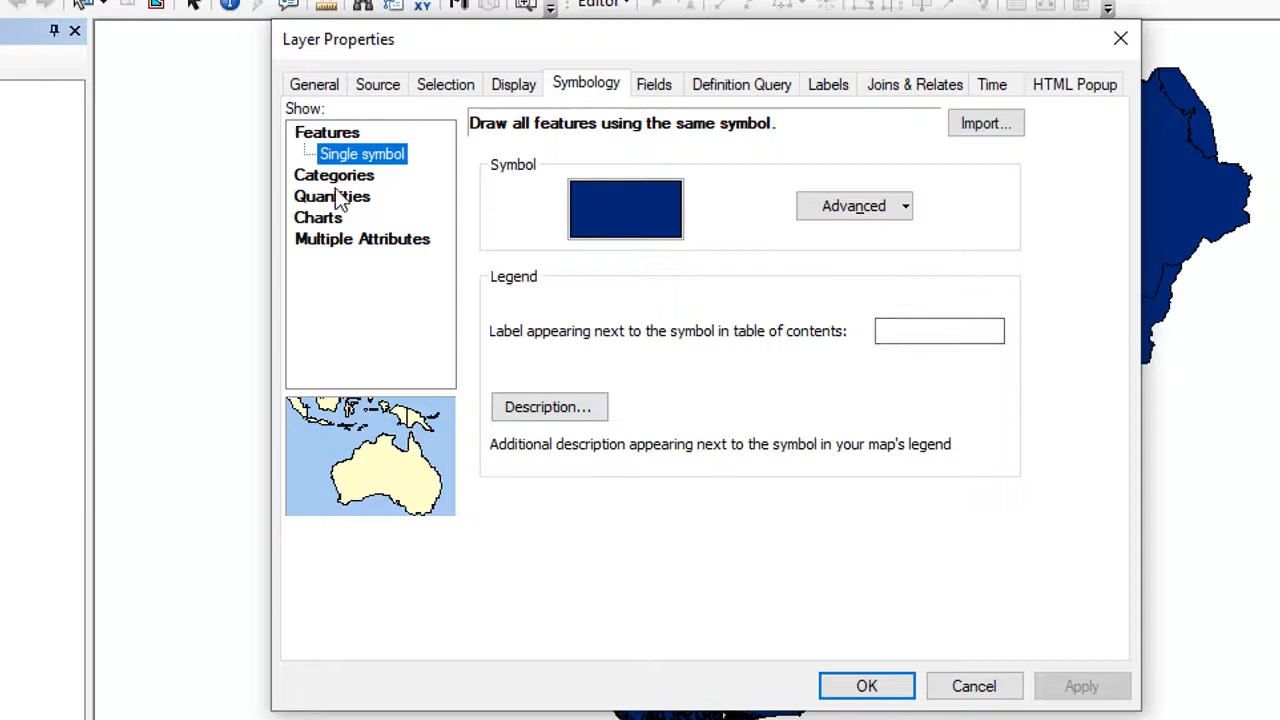 XY
Editor
Layer Properties
General Source Selection Display Symbology Fields Definition Query Labels Joins & Relates Time HTML Popup
Show:
Features
Single symbol
Categories
Quantities
Charts
Multiple Attributes
Draw all features using the same symbol.
Import...
Symbol
Advanced
Legend
Label appearing next to the symbol in table of contents:
Description...
Additional description appearing next to the symbol in your map's legend
OK Cancel Apply